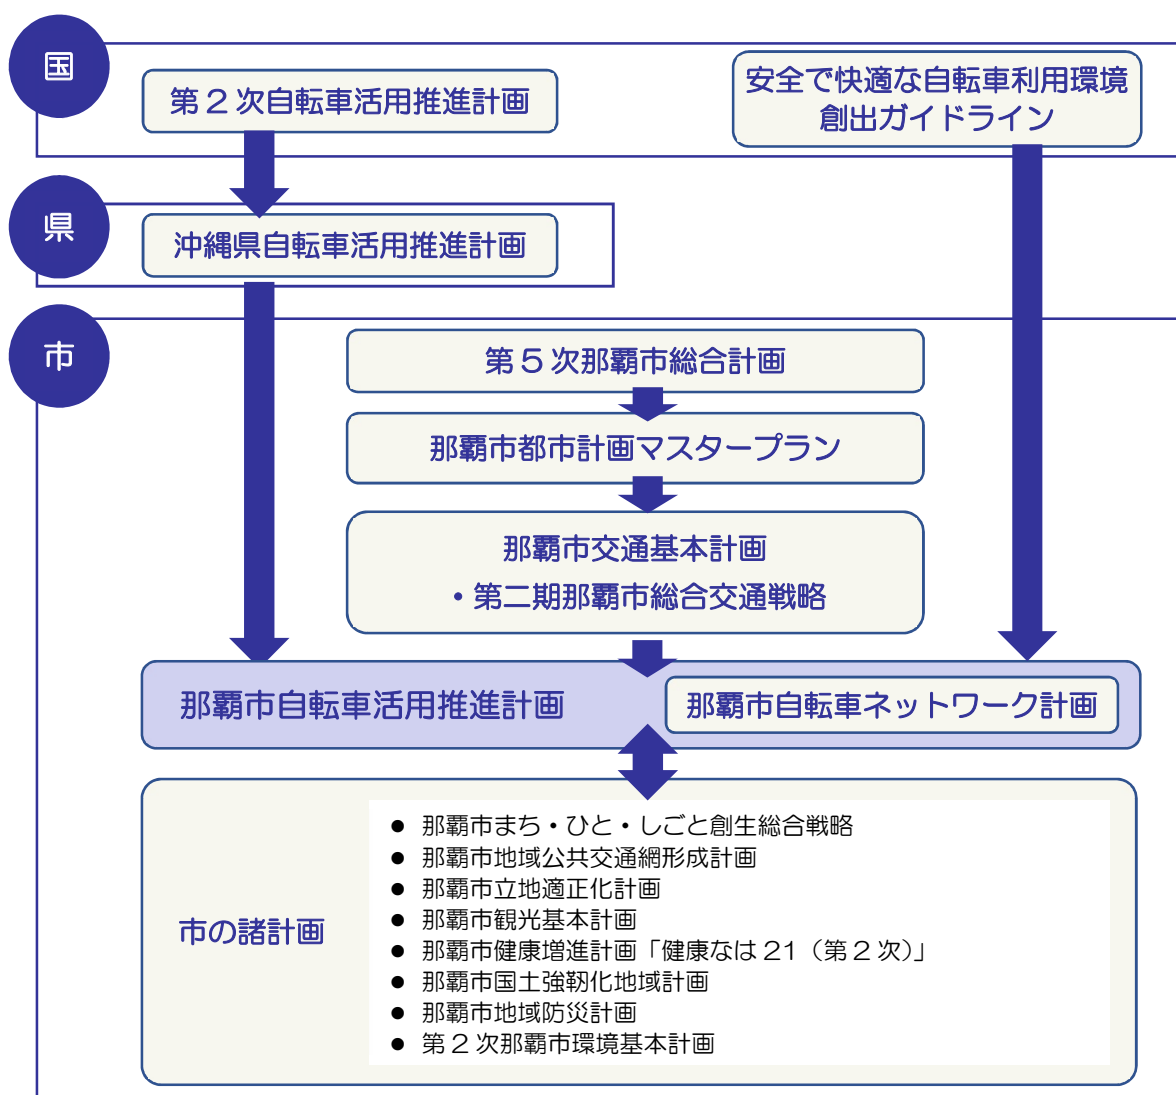 国
第２次自転車活用推進計画
安全で快適な自転車利用環境
創出ガイドライン
県
沖縄県自転車活用推進計画
市
第５次那覇市総合計画
那覇市都市計画マスタープラン
那覇市交通基本計画
・第二期那覇市総合交通戦略
那覇市自転車活用推進計画
那覇市自転車ネットワーク計画
市の諸計画
● 那覇市まち・ひと・しごと創生総合戦略
● 那覇市地域公共交通網形成計画
● 那覇市立地適正化計画
● 那覇市観光基本計画
● 那覇市健康増進計画「健康なは 21（第２次）」
● 那覇市国土強靭化地域計画
● 那覇市地域防災計画
● 第２次那覇市環境基本計画